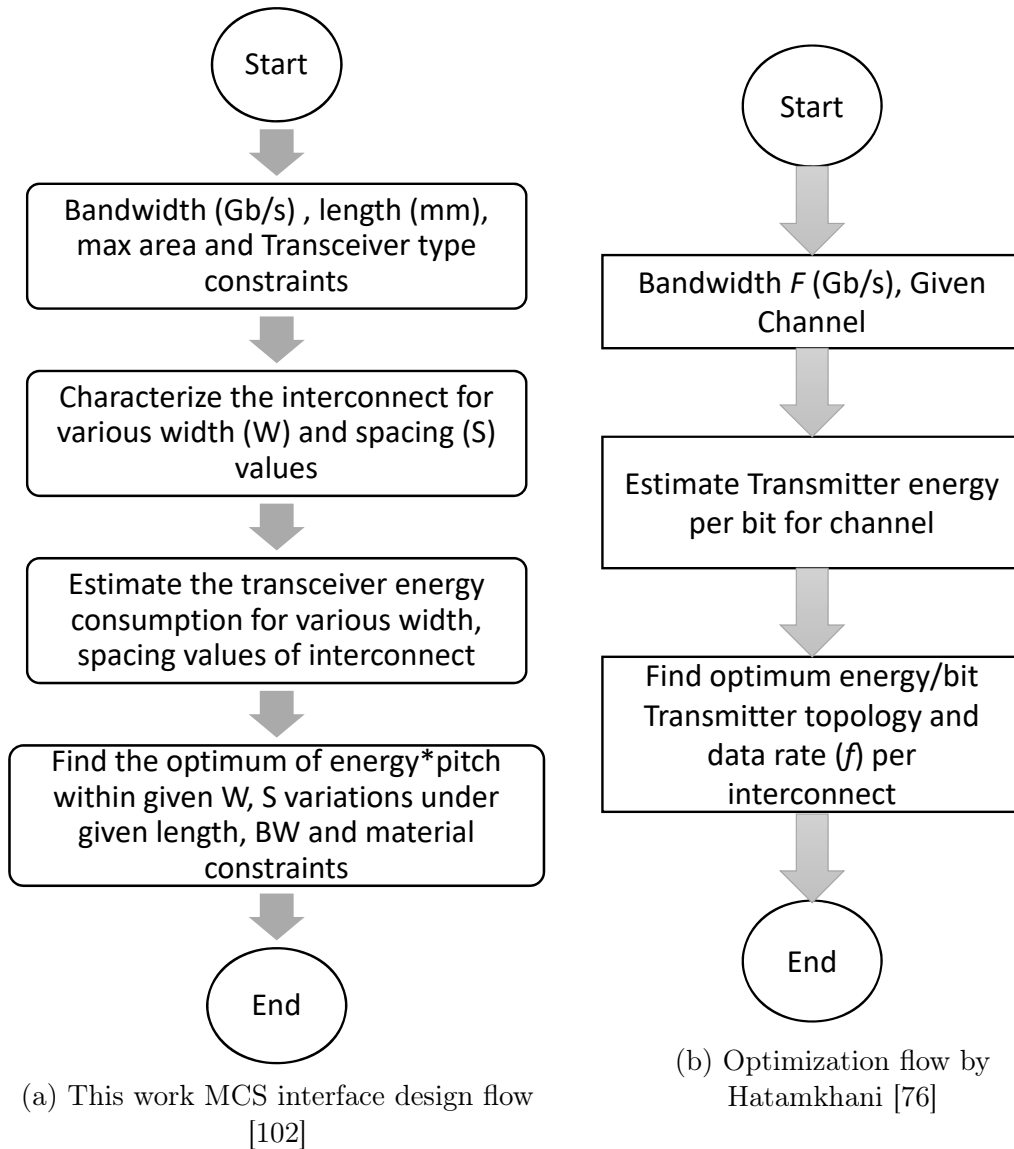 Start
Bandwidth (Gb/s) , length (mm),
max area and Transceiver type
constraints
Characterize the interconnect for
various width (W) and spacing (S)
values
Estimate the transceiver energy
consumption for various width,
spacing values of interconnect
Find the optimum of energy*pitch
within given W, S variations under
given length, BW and material
constraints
End
(a) This work MCS interface design flow
[102]
Start
Bandwidth F (Gb/s), Given
Channel
Estimate Transmitter energy
per bit for channel
Find optimum energy/bit
Transmitter topology and
data rate (f) per
interconnect
End
(b) Optimization flow by
Hatamkhani [76]